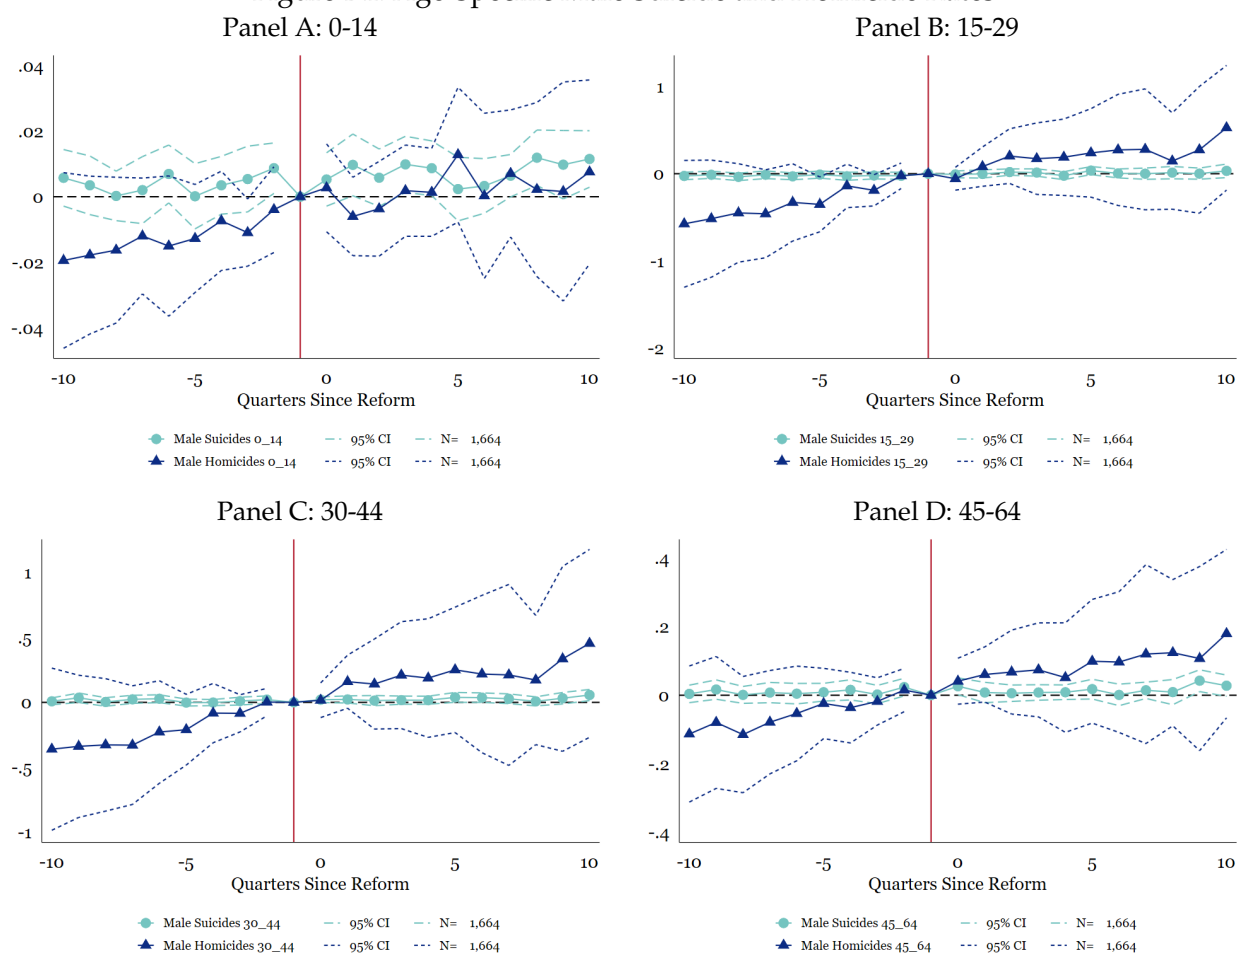 Panel A: 0-14
.04
.02
0
-.02
-.04
-10 -5 0 5 10
Quarters Since Reform
Male Suicides 0_14 95% CI N= 1,664
Male Homicides 0_14 95% CI N= 1,664
Panel B: 15-29
1
0
-1
-2
-10 -5 0 5 10
Quarters Since Reform
Male Suicides 15_29 95% CI N= 1,664
Male Homicides 15_29 95% CI N= 1,664
Panel C: 30-44
1
.5
0
-.5
-1
-10 -5 0 5 10
Quarters Since Reform
Male Suicides 30_44 95% CI N= 1,664
Male Homicides 30_44 95% CI N= 1,664
Panel D: 45-64
.4
.2
0
-.2
-.4
-10 -5 0 5 10
Quarters Since Reform
Male Suicides 45_64 95% CI N= 1,664
Male Homicides 45_64 95% CI N= 1,664